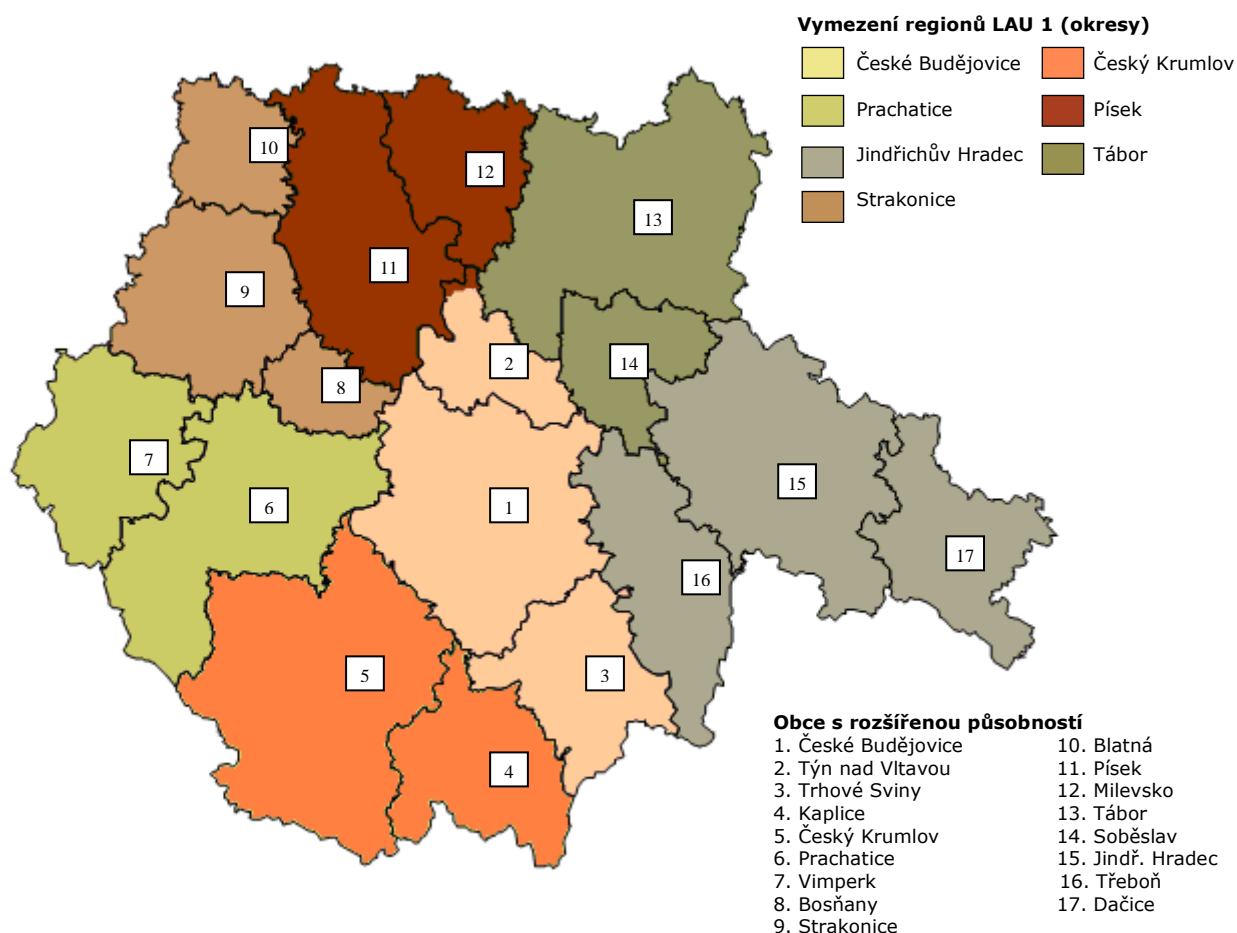 Vymezení regionů LAU 1 (okresy)
České Budějovice
Český Krumlov
Prachatice
Písek
Jindřichův Hradec
Tábor
Strakonice
10
12
13
11
9
2
14
8
7
15
6
1
17
16
5
3
4
Obce s rozšířenou působností
1. České Budějovice
2. Týn nad Vltavou
3. Trhové Sviny
4. Kaplice
5. Český Krumlov
6. Prachatice
7. Vimperk
8. Bosňany
9. Strakonice
10. Blatná
11. Písek
12. Milevsko
13. Tábor
14. Soběslav
15. Jindř. Hradec
16. Třeboň
17. Dačice